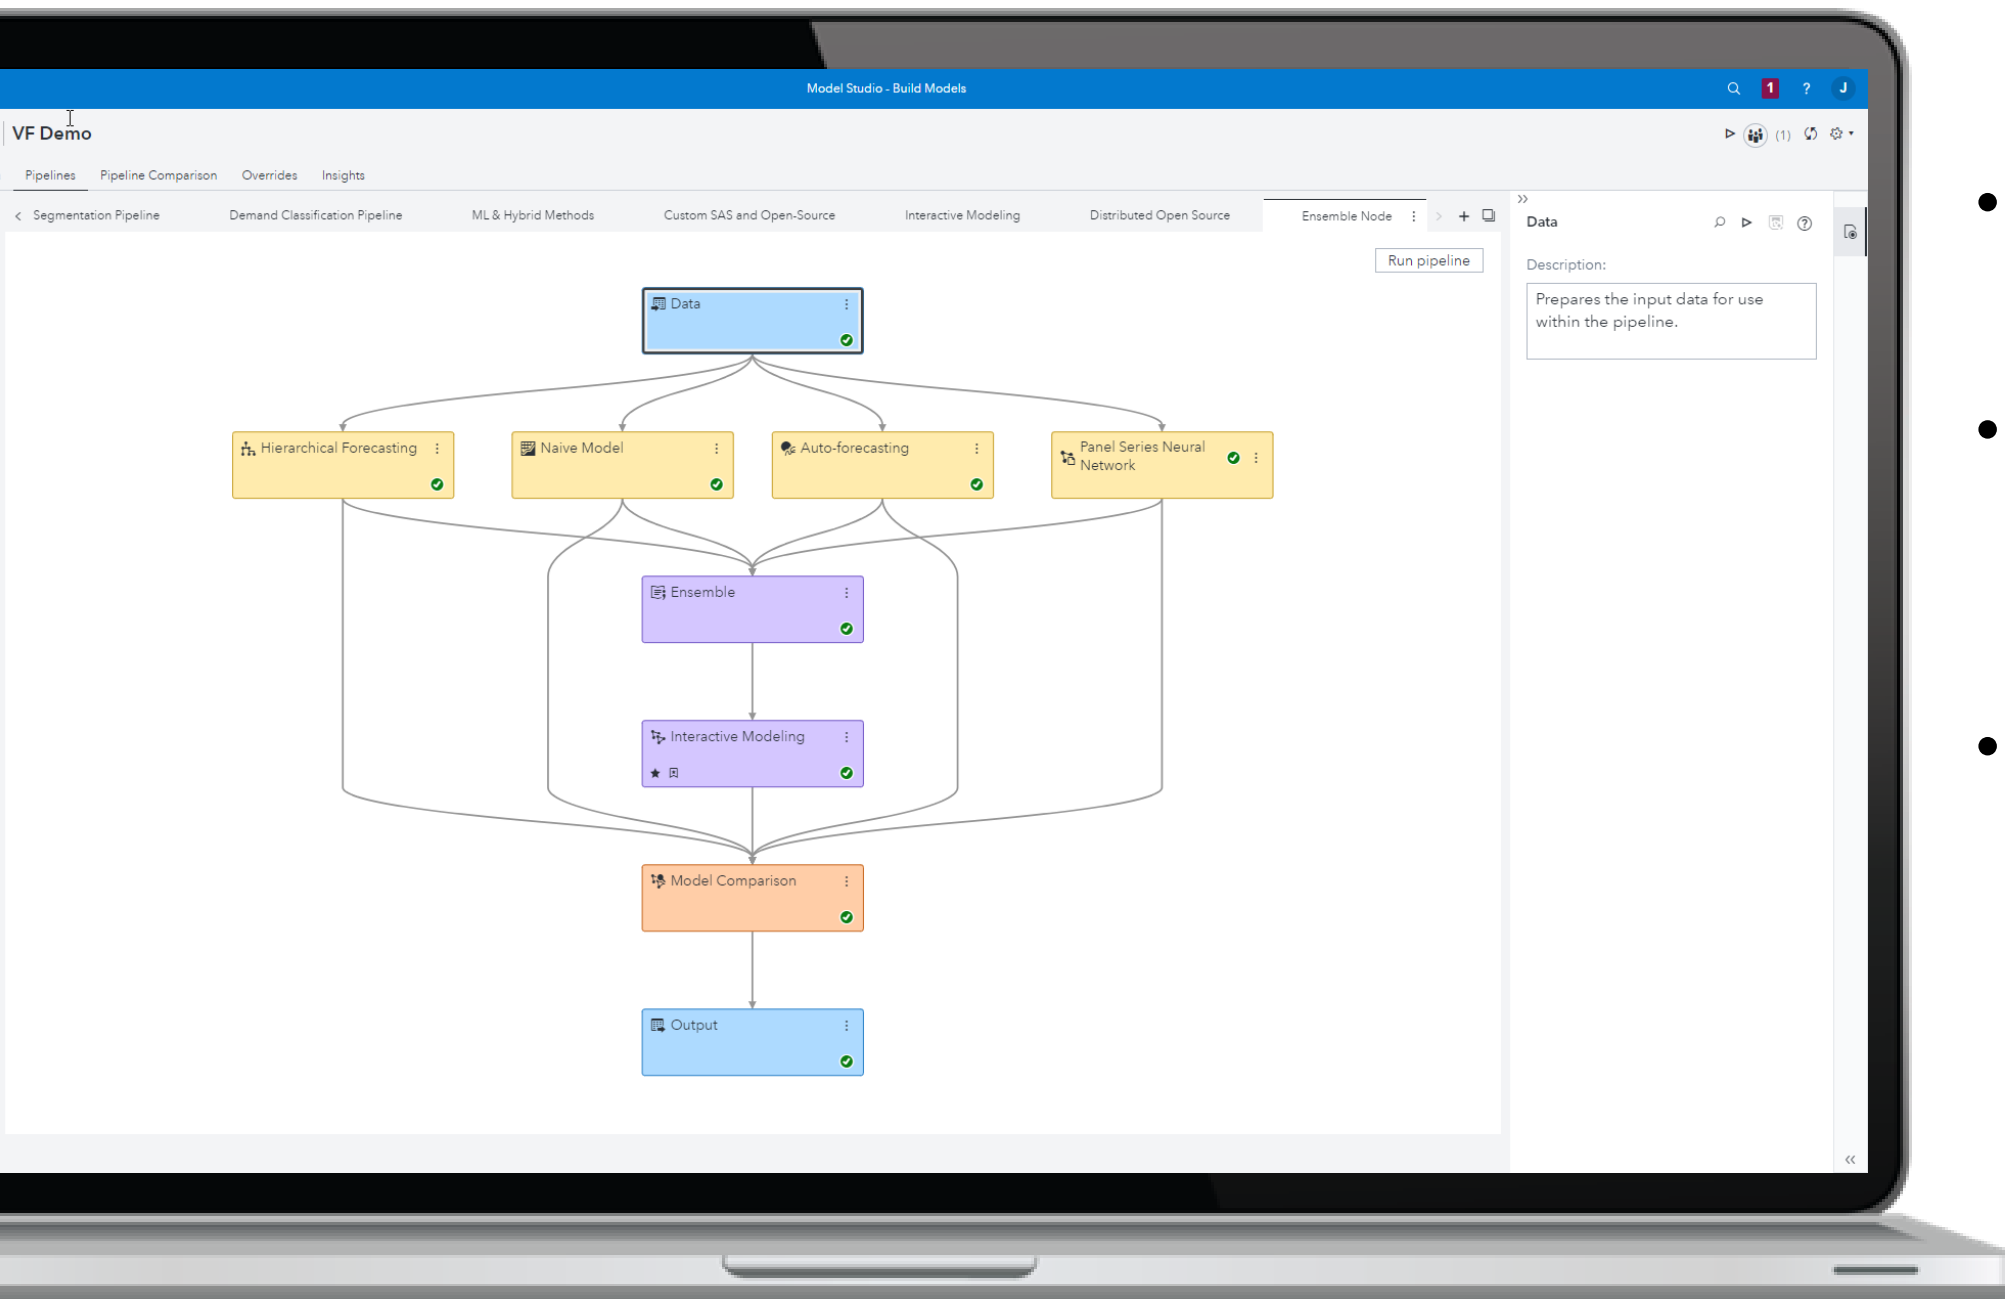 Model Studio - Build Models
1
?
J
VF Demo
(1)
Pipelines
Pipeline Comparison
Overrides
Insights
Segmentation Pipeline
Demand Classification Pipeline
ML & Hybrid Methods
Custom SAS and Open-Source
Interactive Modeling
Distributed Open Source
Ensemble Node
Data
Description:
Prepares the input data for use
within the pipeline.
Run pipeline
Data
Hierarchical Forecasting
Naive Model
Auto-forecasting
Panel Series Neural
Network
Ensemble
Interactive Modeling
Model Comparison
Output